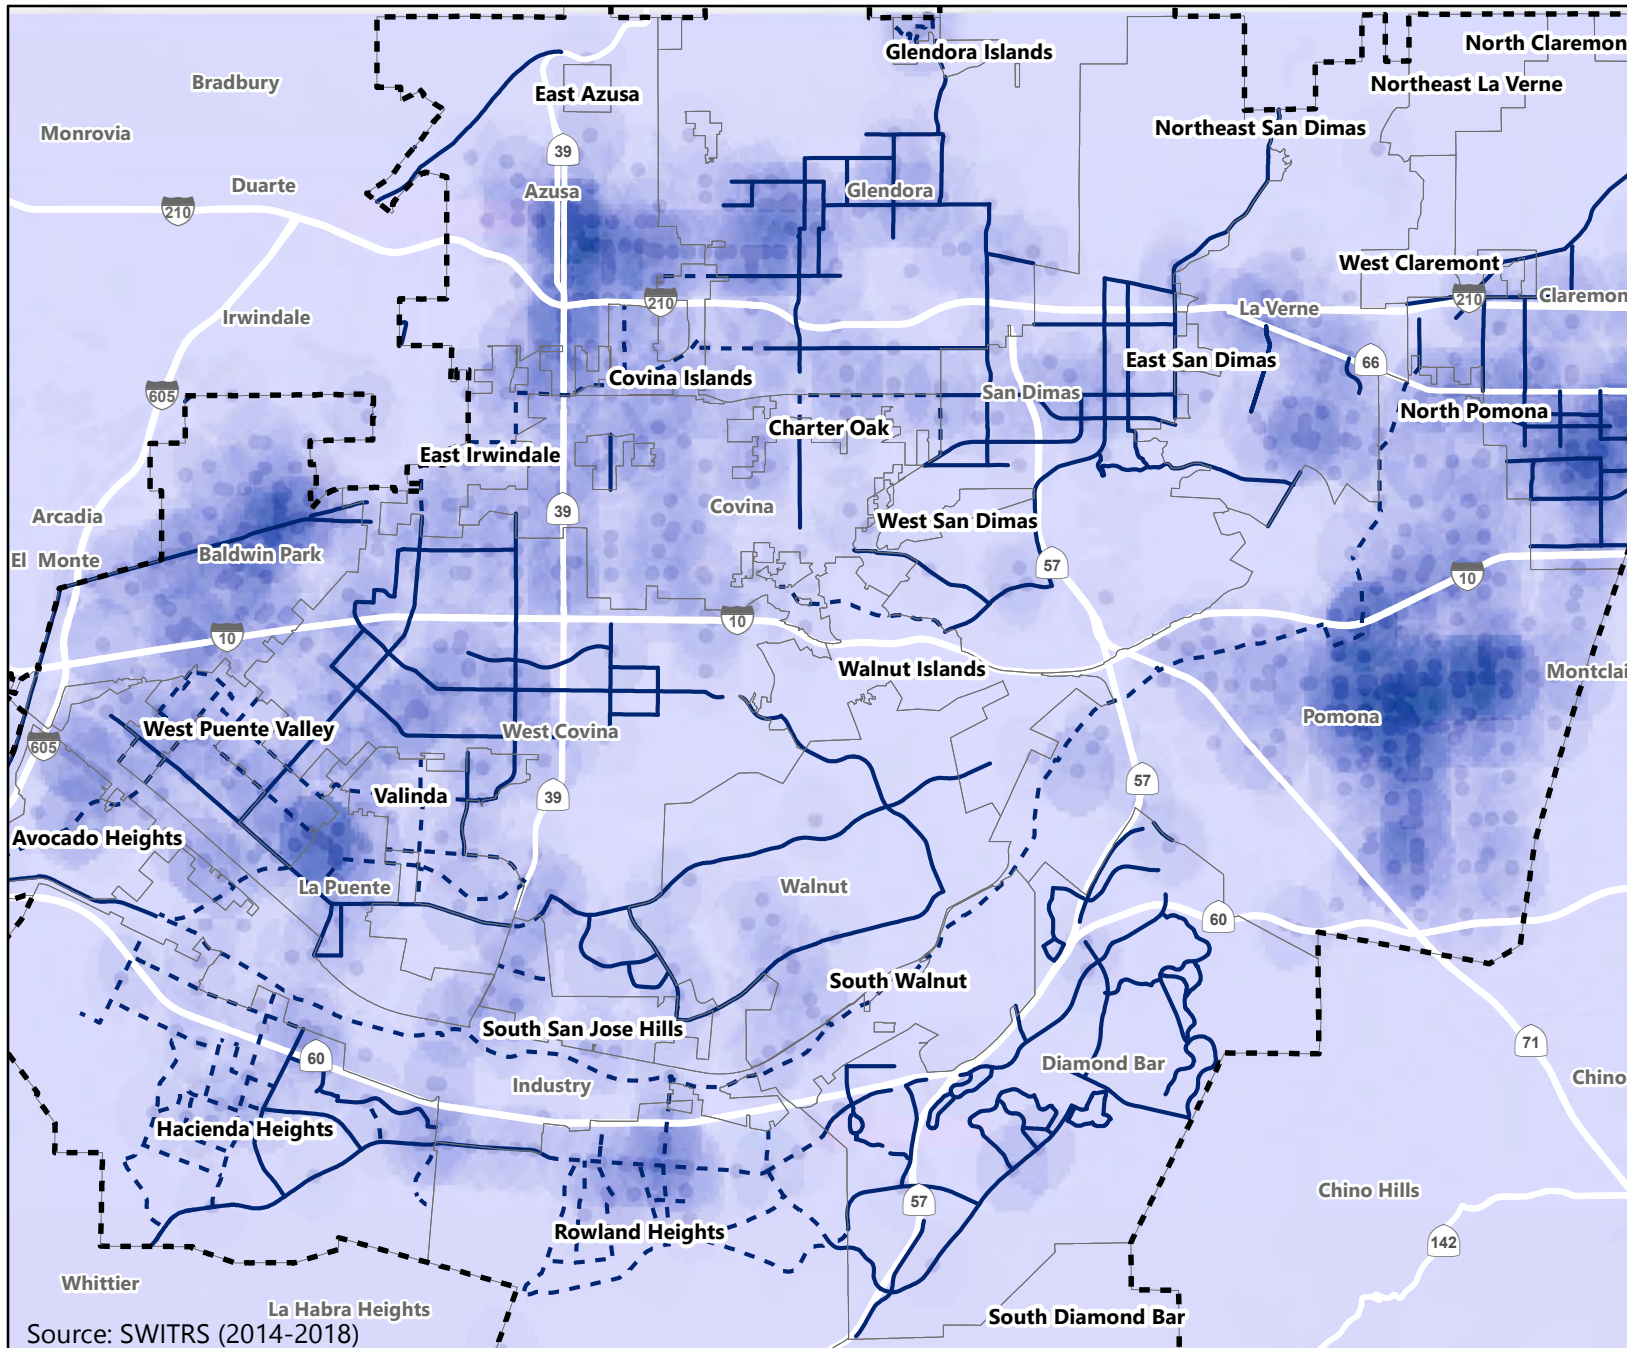 North Claremon
Glendora Islands
Bradbury
Northeast La Verne
East Azusa
Monrovia
Northeast San Dimas
39
Duarte
Azusa
Glendora
210
West Claremont
210
210
Claremon
La Verne
Irwindale
East San Dimas
66
Covina Islands
605
San Dimas
North Pomona
Charter Oak
East Irwindale
Covina
39
Arcadia
West San Dimas
Baldwin Park
El Monte
57
10
10
10
Walnut Islands
Montclai
Pomona
West Puente Valley
West Covina
605
57
Valinda
39
Avocado Heights
La Puente
Walnut
60
South Walnut
South San Jose Hills
71
60
Diamond Bar
Industry
Chino
Hacienda Heights
Chino Hills
57
Rowland Heights
142
Whittier
La Habra Heights
South Diamond Bar
Source: SWITRS (2014-2018)